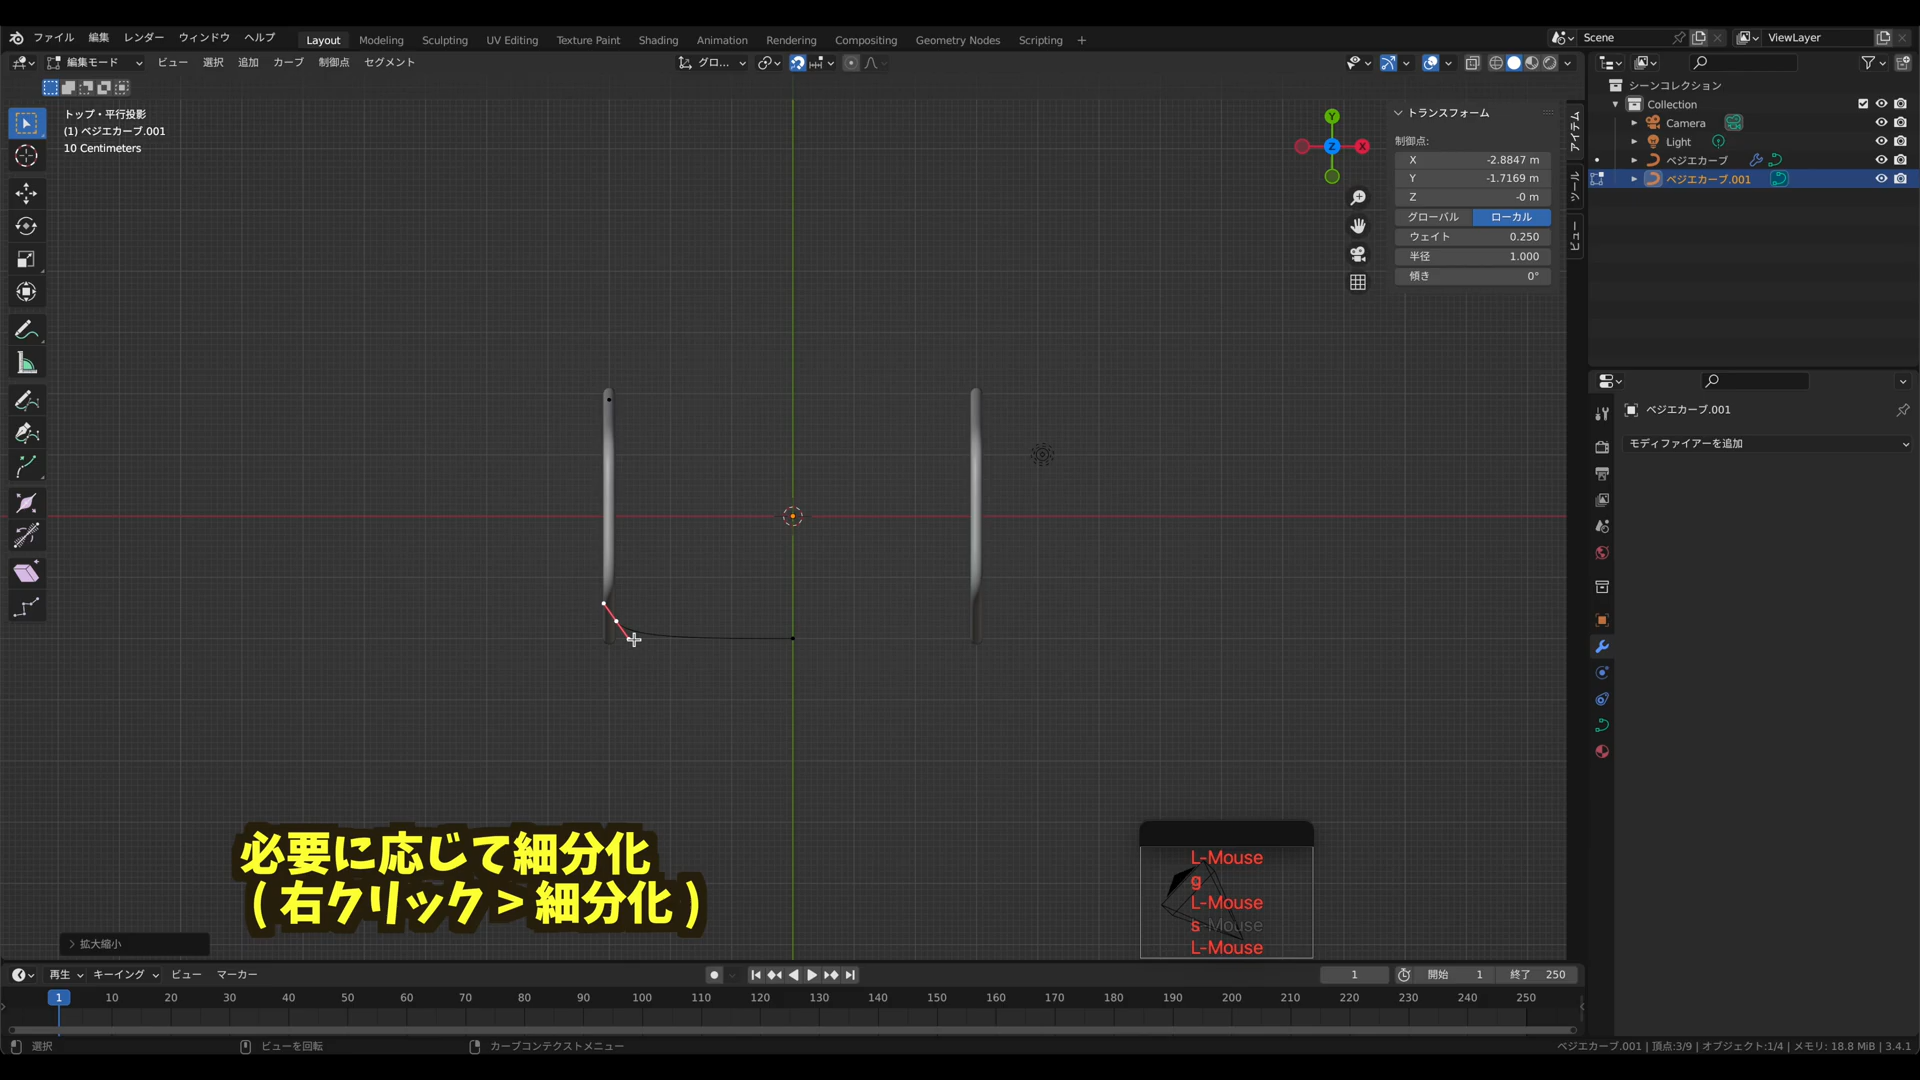 ファイル 編集 レンダー ウィンドウ ヘルプ Layout Modeling Sculpting UV Editing Texture Paint Shading Animation Rendering Compositing Geometry Nodes Scripting + Scene ViewLayer
編集モード ビュー 選択 追加 カーブ 制御点 セグメント グロ...
トップ・平行投影
(1) ベジエカーブ.001
10 Centimeters
Y
Z
X
トランスフォーム
制御点:
X -2.8847 m
Y -1.7169 m
Z -0 m
グローバル ローカル
ウェイト 0.250
半径 1.000
傾き 0°
アイテム
ツール
ビュー
シーンコレクション
Collection
Camera
Light
ベジエカーブ
ベジエカーブ.001
ベジエカーブ.001
モディファイアーを追加
必要に応じて細分化
(右クリック>細分化)
L-Mouse
g
L-Mouse
s-Mouse
L-Mouse
拡大縮小
再生 キーイング ビュー マーカー 1 開始 1 終了 250
1 10 20 30 40 50 60 70 80 90 100 110 120 130 140 150 160 170 180 190 200 210 220 230 240 250
選択 ビューを回転 カーブコンテクストメニュー ベジエカーブ.001 | 頂点:3/9 | オブジェクト:1/4 | メモリ: 18.8 MiB | 3.4.1